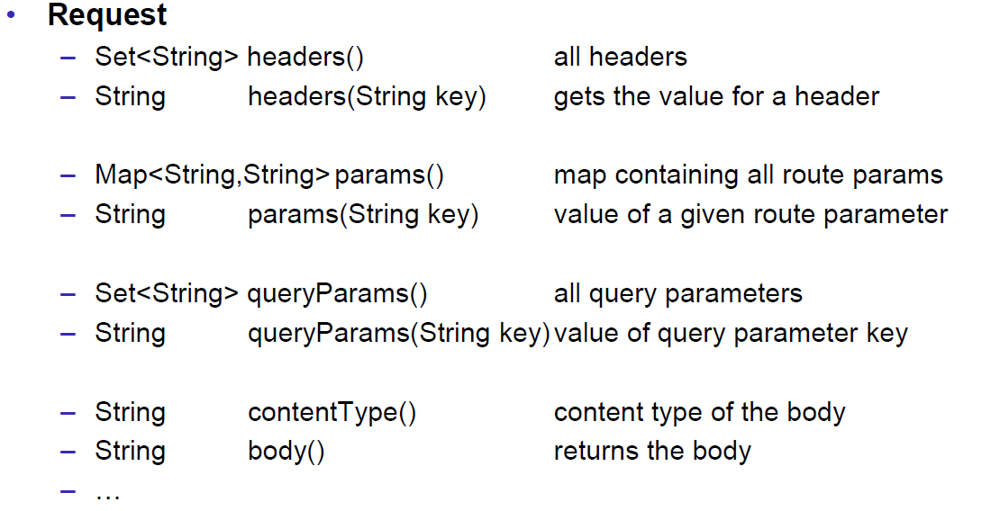 • Request
– Set<String> headers() all headers
– String headers(String key) gets the value for a header
– Map<String,String> params() map containing all route params
– String params(String key) value of a given route parameter
– Set<String> queryParams() all query parameters
– String queryParams(String key) value of query parameter key
– String contentType() content type of the body
– String body() returns the body
– …